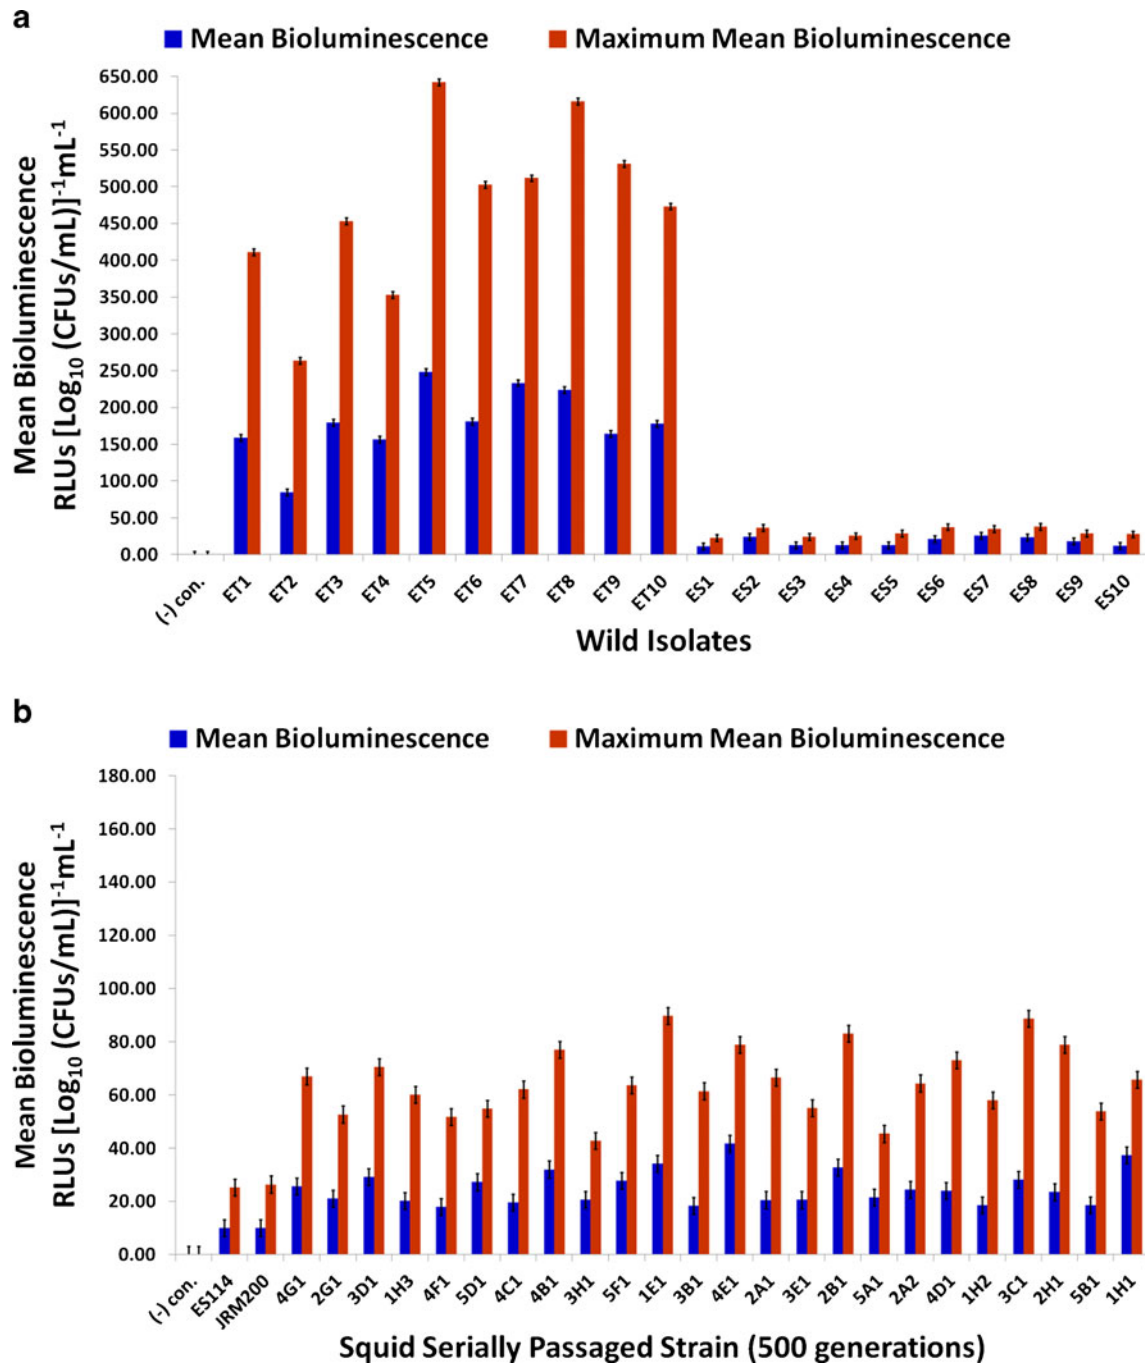 a
Mean Bioluminescence Maximum Mean Bioluminescence
Mean Bioluminescence
RLUs [Log₁₀ (CFUs/mL)]⁻¹mL⁻¹
650.00
600.00
550.00
500.00
450.00
400.00
350.00
300.00
250.00
200.00
150.00
100.00
50.00
0.00
(-) con. ET1 ET2 ET3 ET4 ET5 ET6 ET7 ET8 ET9 ET10 ES1 ES2 ES3 ES4 ES5 ES6 ES7 ES8 ES9 ES10
Wild Isolates
b
Mean Bioluminescence Maximum Mean Bioluminescence
Mean Bioluminescence
RLUs [Log₁₀ (CFUs/mL)]⁻¹mL⁻¹
180.00
160.00
140.00
120.00
100.00
80.00
60.00
40.00
20.00
0.00
(-) con. ES114 JRM200 4G1 2G1 3D1 1H3 4F1 5D1 4C1 4B1 3H1 5F1 1E1 3B1 4E1 2A1 3E1 2B1 5A1 2A2 4D1 1H2 3C1 2H1 5B1 1H1
Squid Serially Passaged Strain (500 generations)